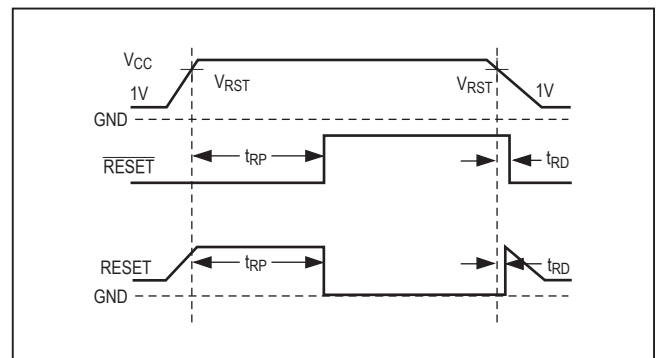 VCC
VRST
VRST
1V
1V
GND
RESET
tRP
tRD
RESET
tRP
tRD
GND